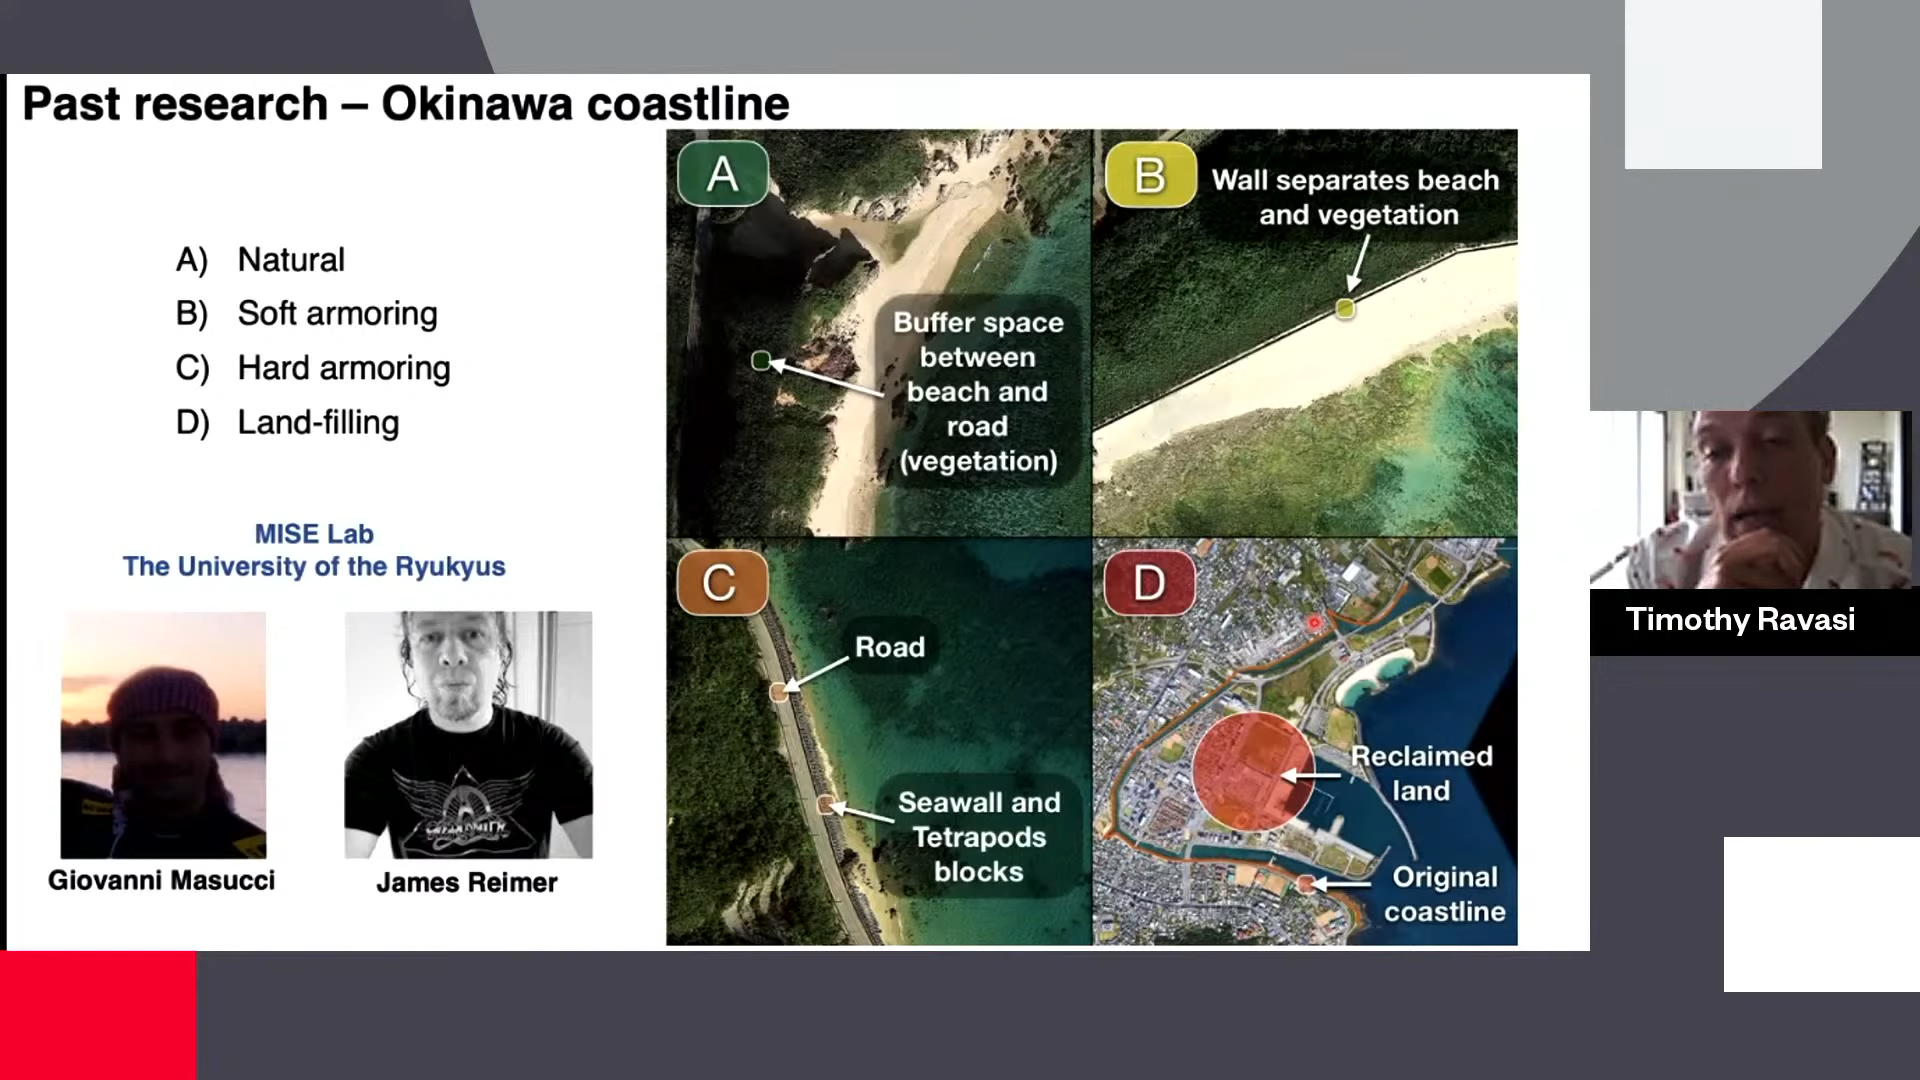 Past research – Okinawa coastline
A) Natural
B) Soft armoring
C) Hard armoring
D) Land-filling
MISE Lab
The University of the Ryukyus
Giovanni Masucci
James Reimer
A
Buffer space
between
beach and
road
(vegetation)
B
Wall separates beach
and vegetation
C
Road
Seawall and
Tetrapods
blocks
D
Reclaimed
land
Original
coastline
Timothy Ravasi